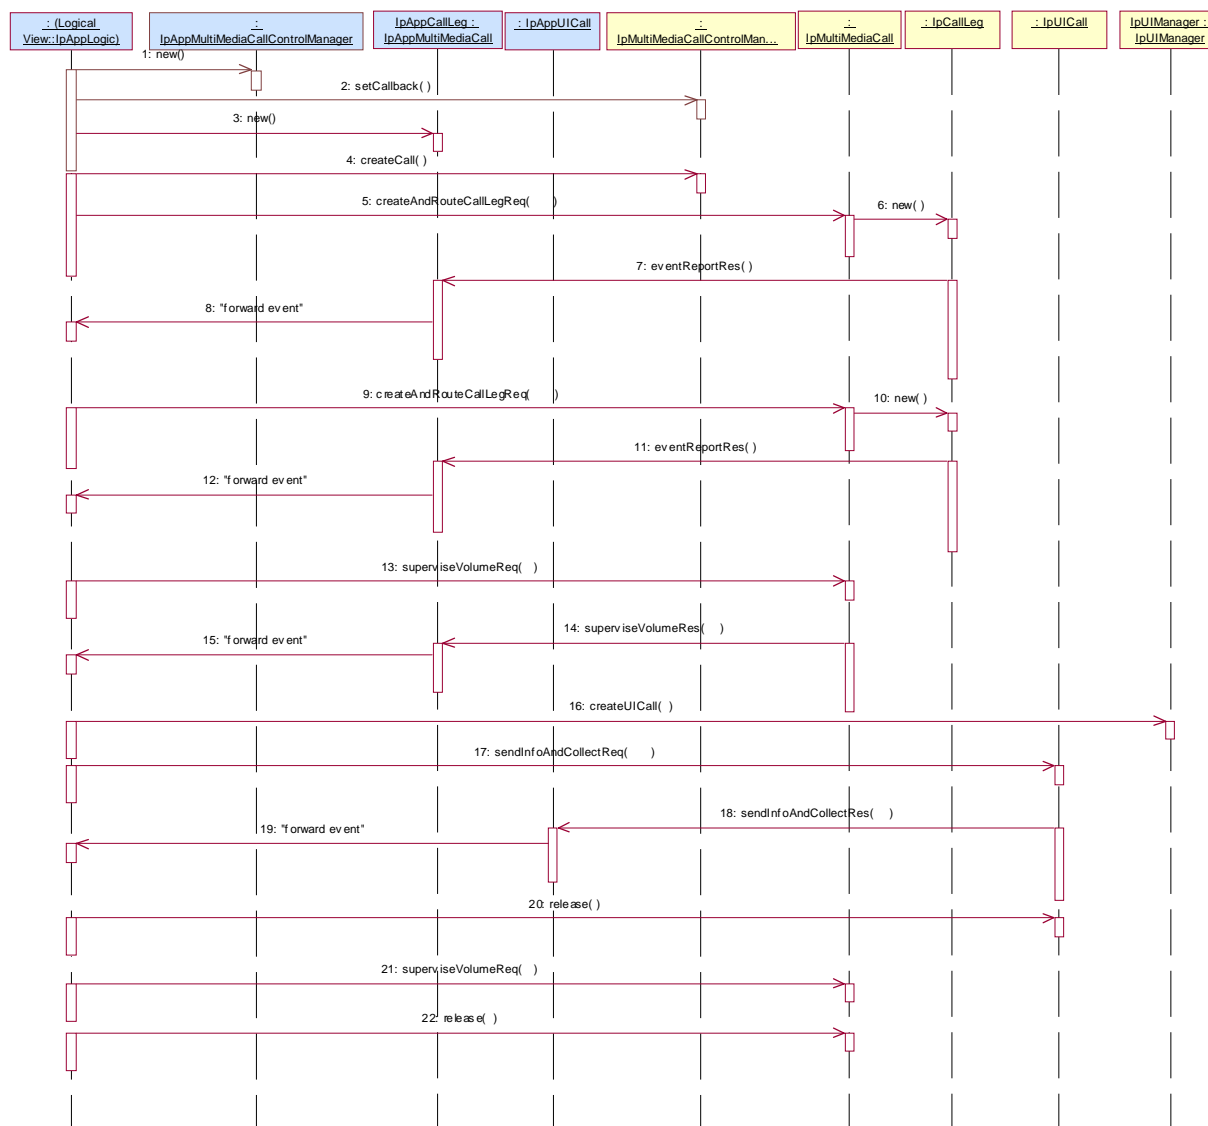 : (Logical
View::IpAppLogic)
:
IpAppMultiMediaCallControlManager
IpAppCallLeg :
IpAppMultiMediaCall
: IpAppUICall
:
IpMultiMediaCallControlMan...
:
IpMultiMediaCall
: IpCallLeg
: IpUICall
IpUIManager :
IpUIManager
1: new()
2: setCallback( )
3: new()
4: createCall( )
5: createAndRouteCallLegReq( )
6: new( )
7: eventReportRes( )
8: "forward event"
9: createAndRouteCallLegReq( )
10: new( )
11: eventReportRes( )
12: "forward event"
13: superviseVolumeReq( )
14: superviseVolumeRes( )
15: "forward event"
16: createUICall( )
17: sendInfoAndCollectReq( )
18: sendInfoAndCollectRes( )
19: "forward event"
20: release( )
21: superviseVolumeReq( )
22: release( )